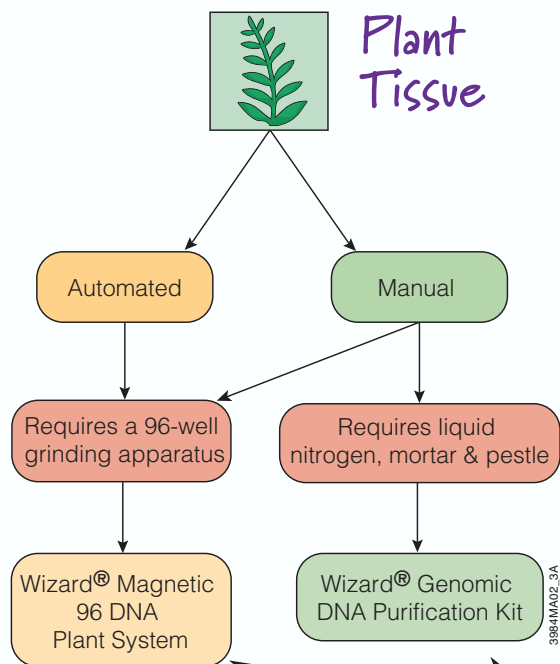 Plant
Tissue
Automated
Manual
Requires a 96-well
grinding apparatus
Requires liquid
nitrogen, mortar & pestle
Wizard® Magnetic
96 DNA
Plant System
Wizard® Genomic
DNA Purification Kit
3984MA02_3A